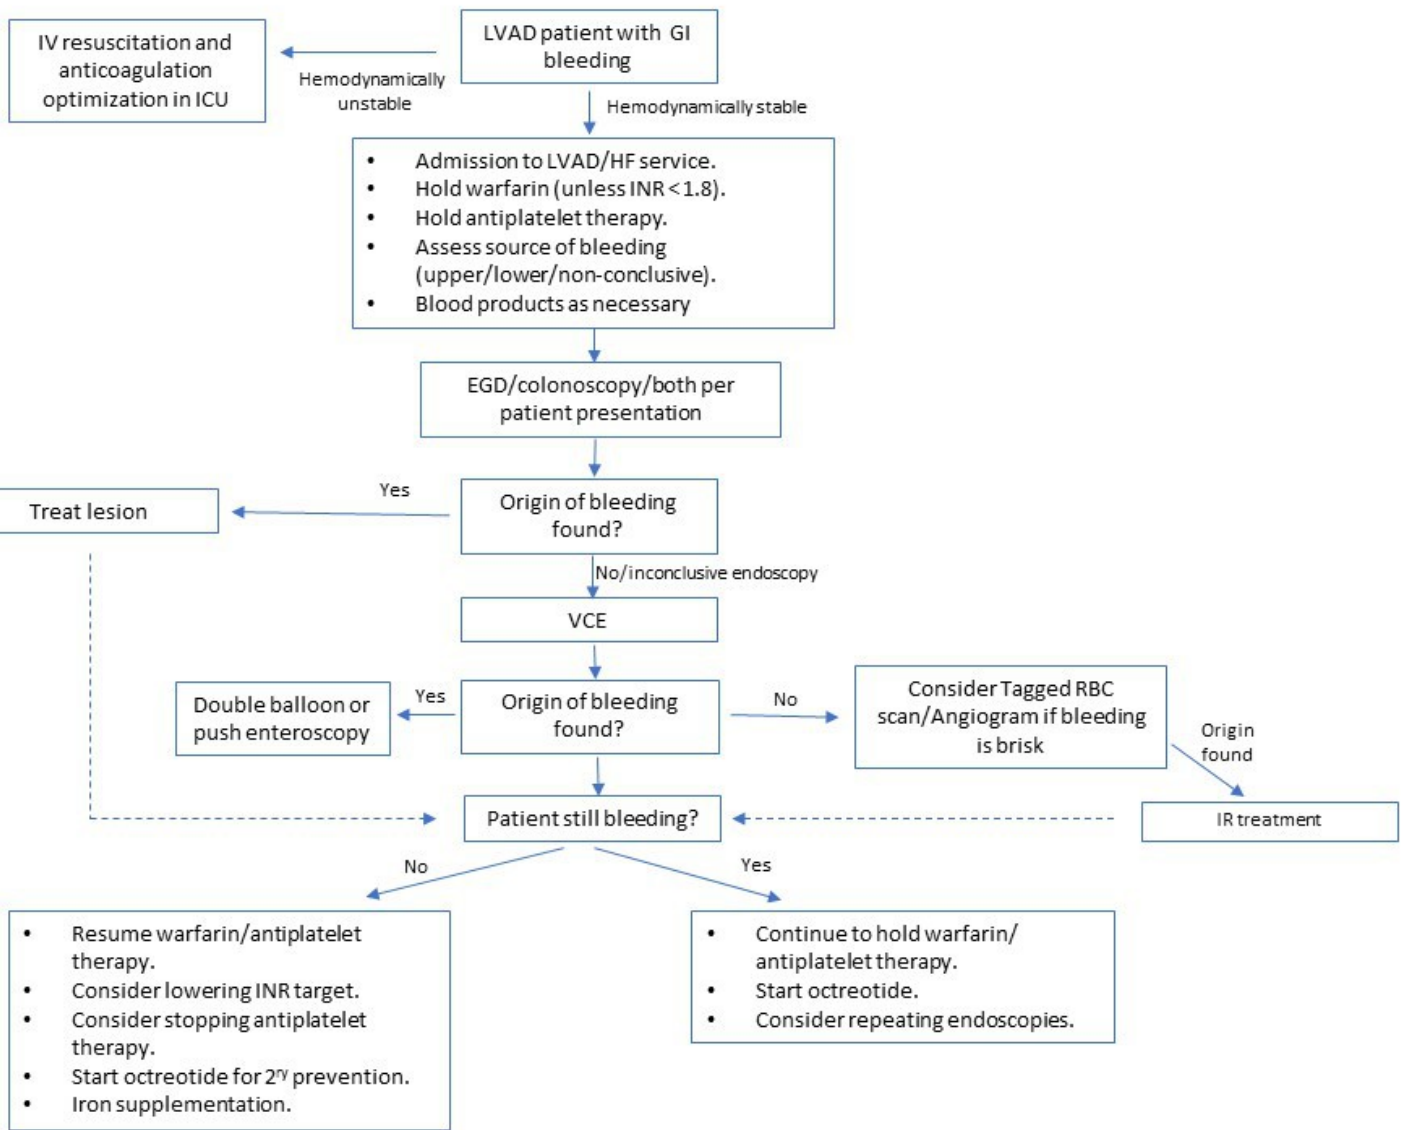 LVAD patient with GI
bleeding
IV resuscitation and
anticoagulation
optimization in ICU
Hemodynamically
unstable
Hemodynamically stable
• Admission to LVAD/HF service.
• Hold warfarin (unless INR <1.8).
• Hold antiplatelet therapy.
• Assess source of bleeding
(upper/lower/non-conclusive).
• Blood products as necessary
EGD/colonoscopy/both per
patient presentation
Origin of bleeding
found?
Yes
Treat lesion
No/inconclusive endoscopy
VCE
Origin of bleeding
found?
Yes
Double balloon or
push enteroscopy
No
Consider Tagged RBC
scan/Angiogram if bleeding
is brisk
Origin
found
IR treatment
Patient still bleeding?
No
Yes
• Resume warfarin/antiplatelet
therapy.
• Consider lowering INR target.
• Consider stopping antiplatelet
therapy.
• Start octreotide for 2ʳʸ prevention.
• Iron supplementation.
• Continue to hold warfarin/
antiplatelet therapy.
• Start octreotide.
• Consider repeating endoscopies.